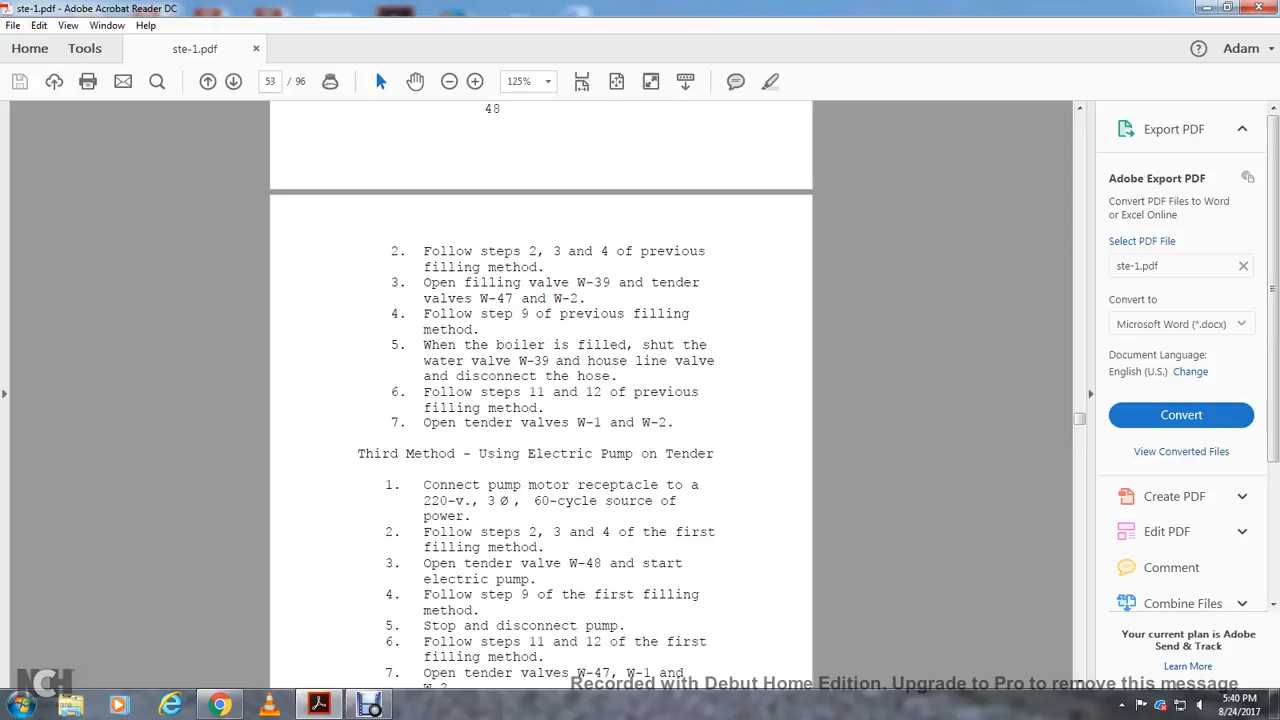 ste-1.pdf - Adobe Acrobat Reader DC
File Edit View Window Help
Home Tools ste-1.pdf × Adam
53 / 96 125%
48
2. Follow steps 2, 3 and 4 of previous
filling method.
3. Open filling valve W-39 and tender
valves W-47 and W-2.
4. Follow step 9 of previous filling
method.
5. When the boiler is filled, shut the
water valve W-39 and house line valve
and disconnect the hose.
6. Follow steps 11 and 12 of previous
filling method.
7. Open tender valves W-1 and W-2.
Third Method - Using Electric Pump on Tender
1. Connect pump motor receptacle to a
220-v., 3 Ø, 60-cycle source of
power.
2. Follow steps 2, 3 and 4 of the first
filling method.
3. Open tender valve W-48 and start
electric pump.
4. Follow step 9 of the first filling
method.
5. Stop and disconnect pump.
6. Follow steps 11 and 12 of the first
filling method.
7. Open tender valves W-47, W-1 and
W-2
Export PDF
Adobe Export PDF
Convert PDF Files to Word
or Excel Online
Select PDF File
ste-1.pdf
Convert to
Microsoft Word (*.docx)
Document Language:
English (U.S.) Change
Convert
View Converted Files
Create PDF
Edit PDF
Comment
Combine Files
Your current plan is Adobe
Send & Track
Learn More
NCH
Recorded with Debut Home Edition. Upgrade to Pro to remove this message
5:40 PM
8/24/2017